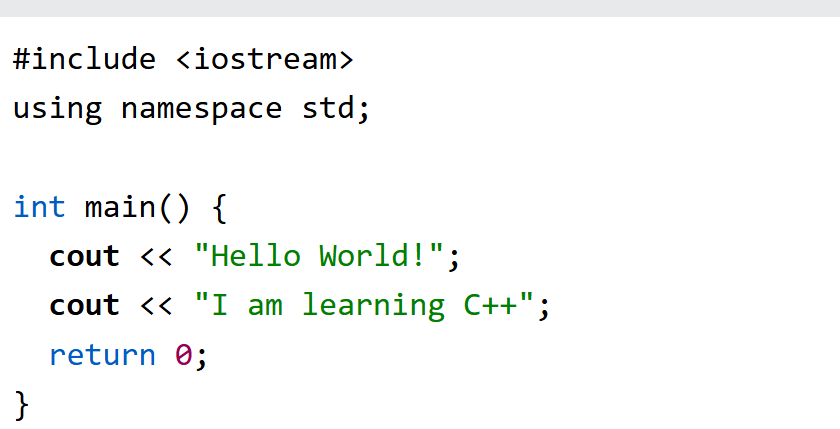 #include <iostream>
using namespace std;

int main() {
  cout << "Hello World!";
  cout << "I am learning C++";
  return 0;
}